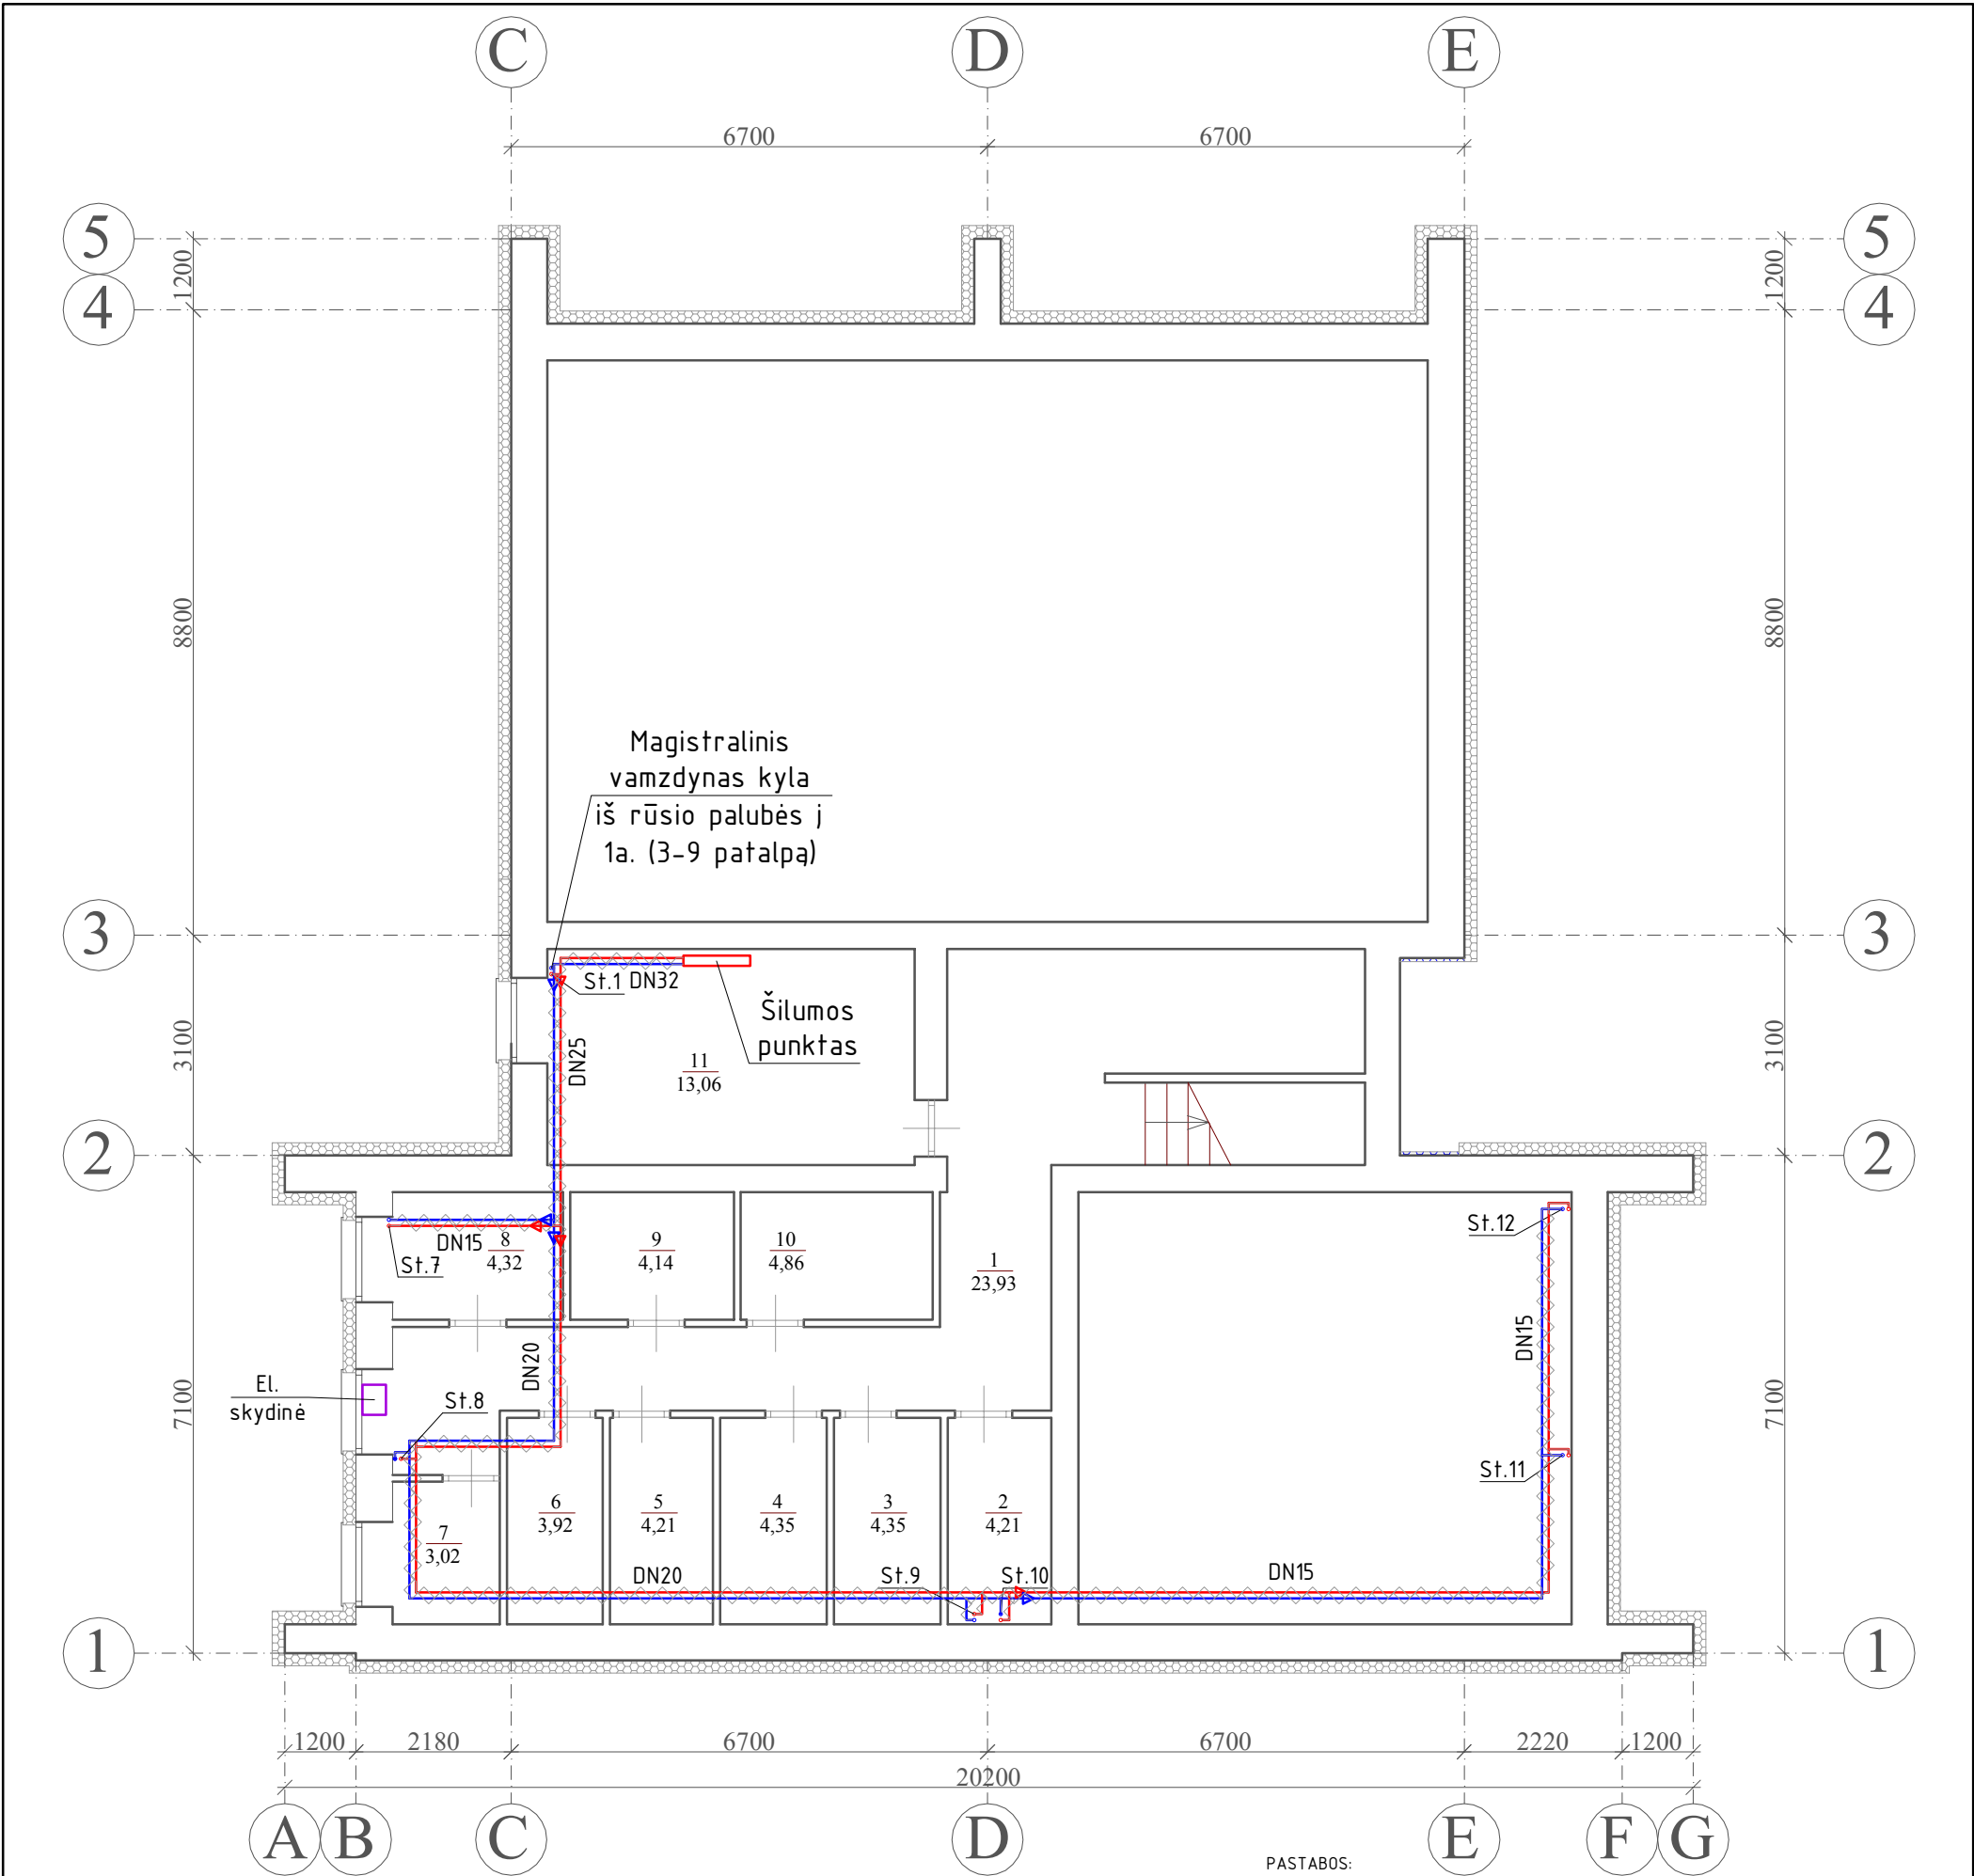 C
D
E
6700
6700
5
5
1200
1200
4
4
8800
8800
Magistralinis
vamzdynas kyla
iš rūsio palubės į
1a. (3-9 patalpą)
3
3
St.1
DN32
Šilumos
punktas
3100
3100
DN25
11
13,06
2
2
St.12
DN15
8
4,32
9
4,14
10
4,86
1
23,93
St.7
DN20
DN15
El.
skydinė
St.8
7100
7100
St.11
6
3,92
5
4,21
4
4,35
3
4,35
2
4,21
7
3,02
DN20
St.9
St.10
DN15
1
1
1200
2180
6700
6700
2220
1200
20200
A
B
C
D
E
F
G
PASTABOS: